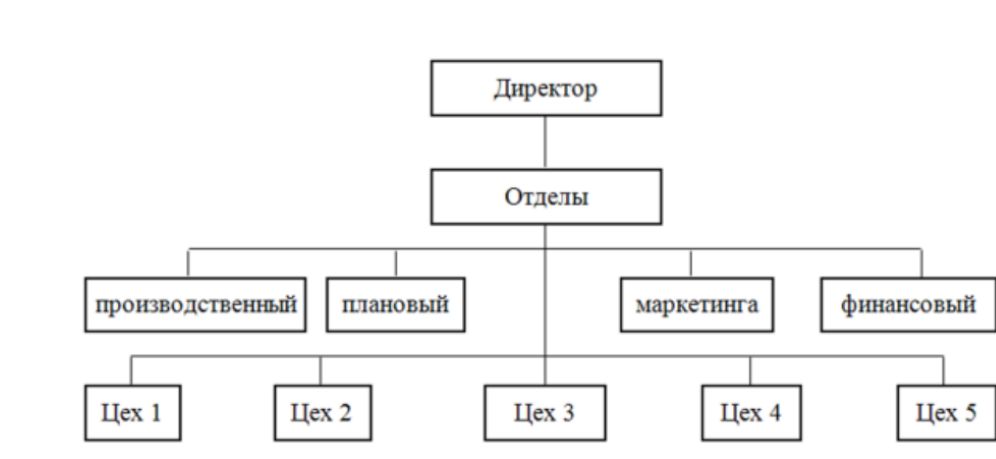 Директор
Отделы
производственный плановый маркетинга финансовый
Цех 1 Цех 2 Цех 3 Цех 4 Цех 5